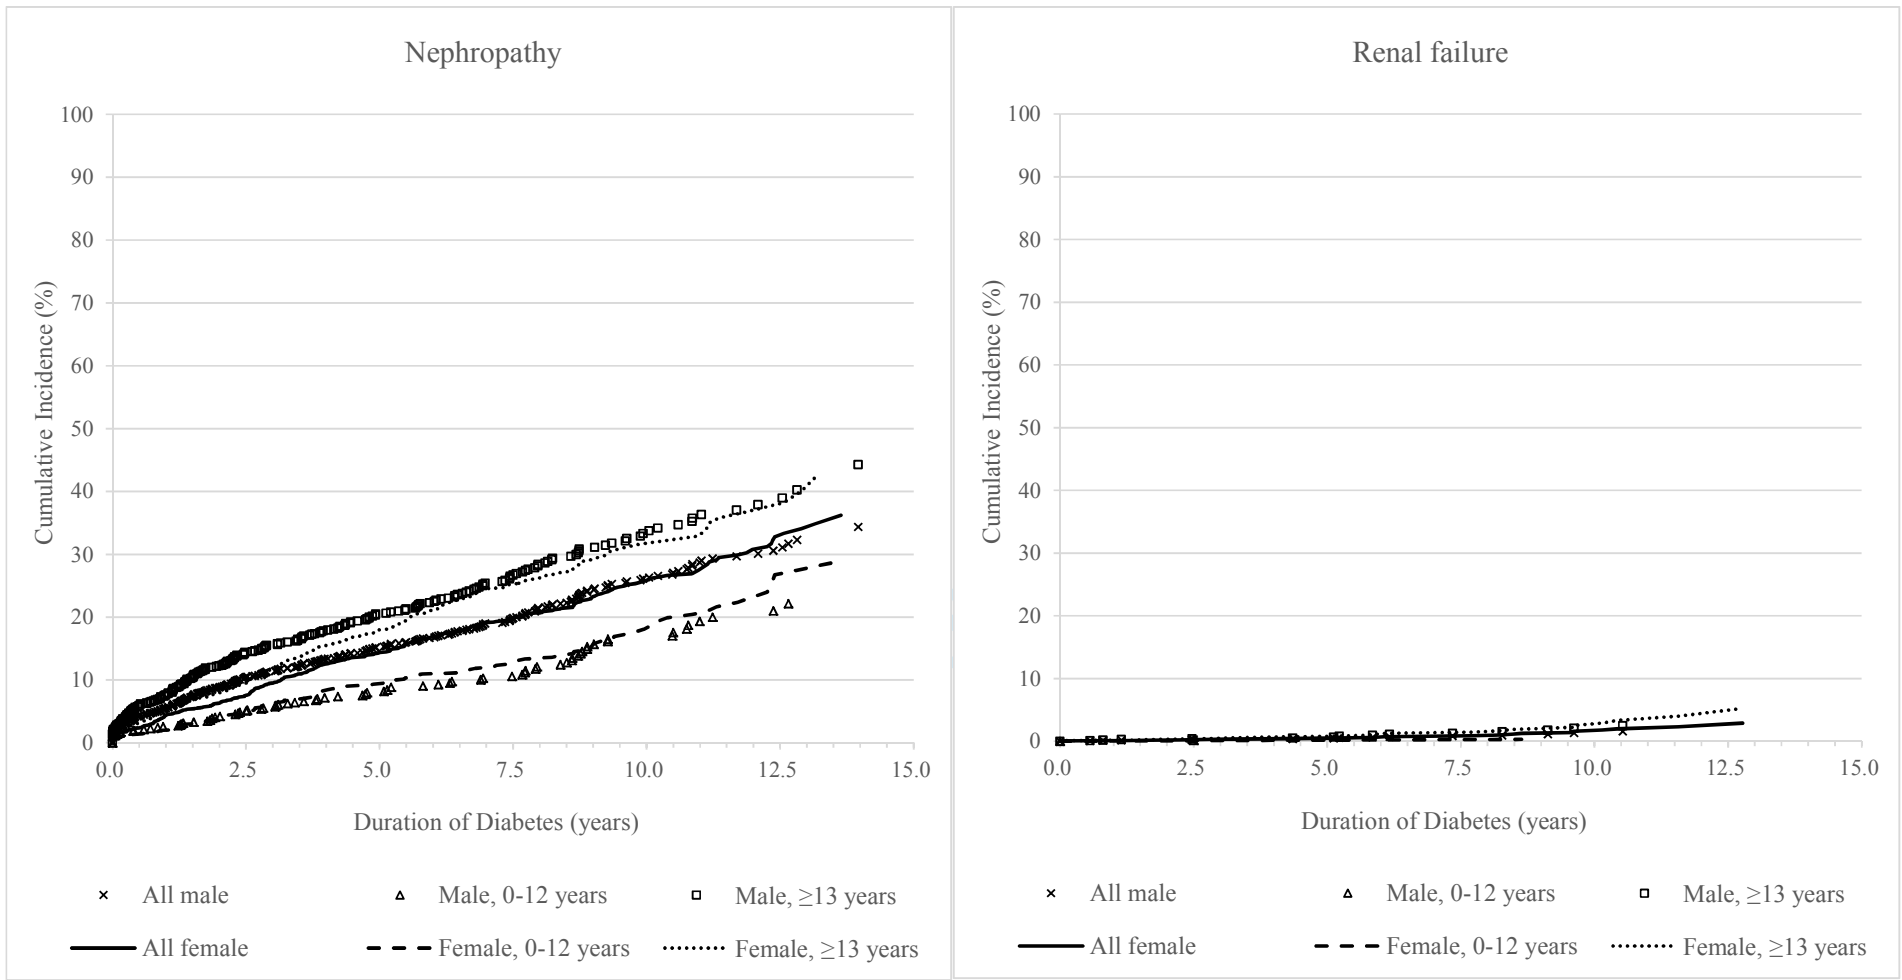 Nephropathy
Cumulative Incidence (%)
100
90
80
70
60
50
40
30
20
10
0
0.0 2.5 5.0 7.5 10.0 12.5 15.0
Duration of Diabetes (years)
All male Male, 0-12 years Male, ≥13 years
All female Female, 0-12 years Female, ≥13 years
Renal failure
Cumulative Incidence (%)
100
90
80
70
60
50
40
30
20
10
0
0.0 2.5 5.0 7.5 10.0 12.5 15.0
Duration of Diabetes (years)
All male Male, 0-12 years Male, ≥13 years
All female Female, 0-12 years Female, ≥13 years